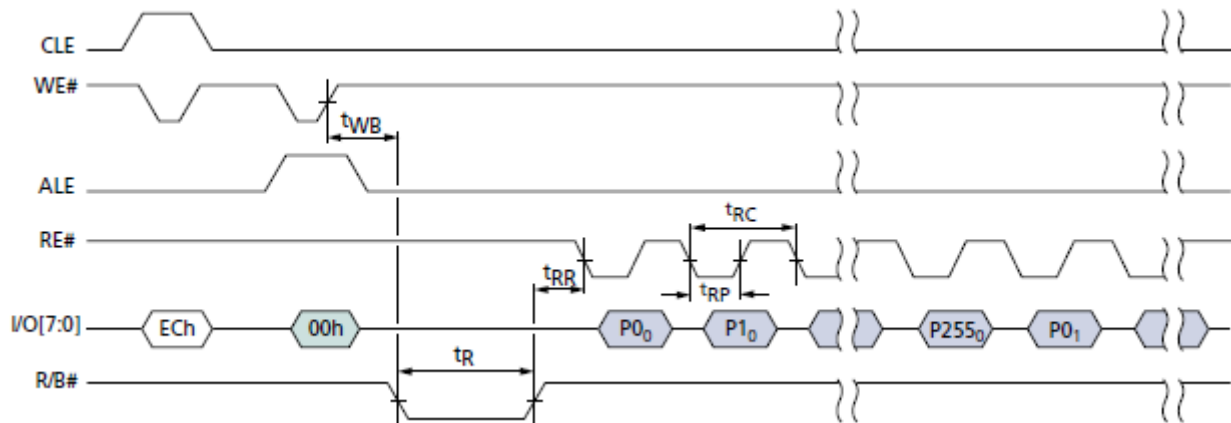 CLE
WE#
tWB
ALE
tRC
RE#
tRR
tRP
I/O[7:0] ECh 00h P0₀ P1₀ P255₀ P0₁
tR
R/B#